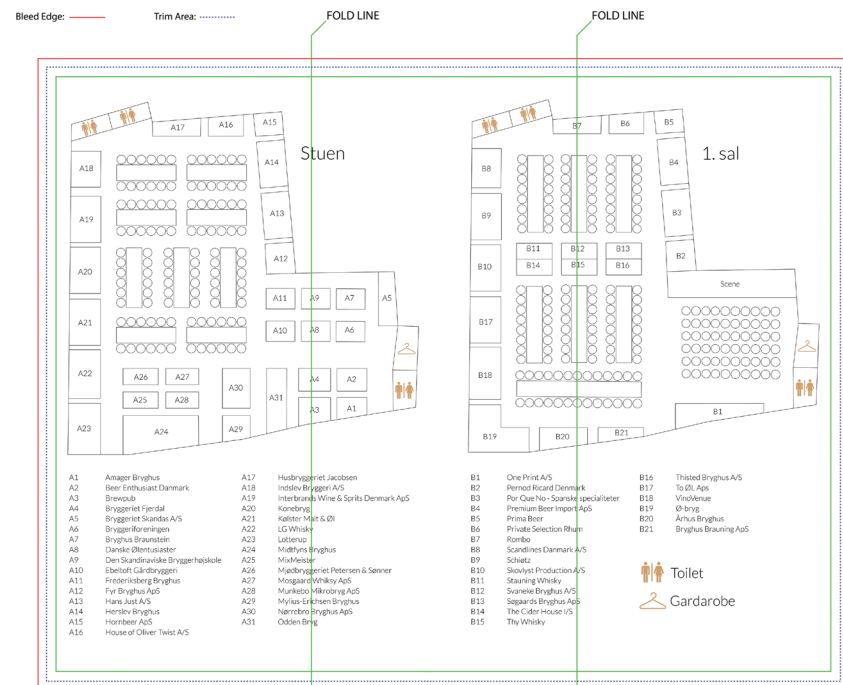 Bleed Edge:
Trim Area:
FOLD LINE
FOLD LINE
A17
A16
A15
Stuen
A14
A18
A13
A19
A12
A20
A11
A9
A7
A5
A21
A10
A8
A6
A22
A26
A27
A30
A31
A4
A2
A25
A28
A3
A1
A23
A24
A29
B7
B6
B5
1. sal
B8
B4
B9
B3
B11
B12
B13
B2
B10
B14
B15
B16
Scene
B17
B18
B1
B19
B20
B21
A1 Amager Bryghus
A2 Beer Enthusiast Danmark
A3 Brewpub
A4 Bryggeriet Fjerdal
A5 Bryggeriet Skandas A/S
A6 Bryggeriforeningen
A7 Bryghus Braunstein
A8 Danske Ølentusiaster
A9 Den Skandinaviske Bryggerhøjskole
A10 Ebeltoft Gårdbryggeri
A11 Frederiksberg Bryghus
A12 Fyr Bryghus ApS
A13 Hans Just A/S
A14 Herslev Bryghus
A15 Hornbeer ApS
A16 House of Oliver Twist A/S
A17 Husbryggeriet Jacobsen
A18 Indslev Bryggeri A/S
A19 Interbrands Wine & Sprits Denmark ApS
A20 Konebryg
A21 Kølster Malt & Øl
A22 LG Whisky
A23 Lotterup
A24 Midtfyns Bryghus
A25 MixMeister
A26 Mjødbryggeriet Petersen & Sønner
A27 Mosgaard Whiksy ApS
A28 Munkebo Mikrobryg ApS
A29 Mylius-Erichsen Bryghus
A30 Nørrebro Bryghus ApS
A31 Odden Bryg
B1 One Print A/S
B2 Pernod Ricard Denmark
B3 Por Que No - Spanske specialiteter
B4 Premium Beer Import ApS
B5 Prima Beer
B6 Private Selection Rhum
B7 Rombo
B8 Scandlines Danmark A/S
B9 Schiøtz
B10 Skovlyst Production A/S
B11 Stauning Whisky
B12 Svaneke Bryghus A/S
B13 Søgaards Bryghus ApS
B14 The Cider House I/S
B15 Thy Whisky
B16 Thisted Bryghus A/S
B17 To ØL Aps
B18 VinoVenue
B19 Ø-bryg
B20 Århus Bryghus
B21 Bryghus Brauning ApS
Toilet
Gardarobe